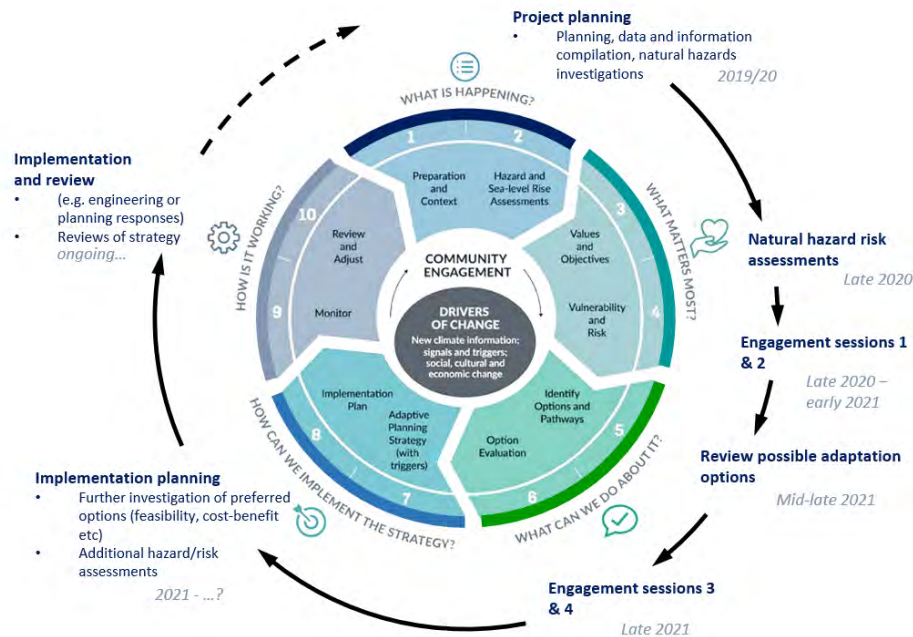 Project planning
• Planning, data and information
compilation, natural hazards
investigations
2019/20
WHAT IS HAPPENING?
1
2
Preparation
and
Context
Hazard and
Sea-level Rise
Assessments
WHAT MATTERS MOST?
3
Values
and
Objectives
4
Vulnerability
and
Risk
Natural hazard risk
assessments
Late 2020
Engagement sessions 1
& 2
Late 2020 –
early 2021
Review possible adaptation
options
Mid-late 2021
WHAT CAN WE DO ABOUT IT?
5
Identify
Options and
Pathways
6
Option
Evaluation
Engagement sessions 3
& 4
Late 2021
HOW CAN WE IMPLEMENT THE STRATEGY?
7
Adaptive
Planning
Strategy
(with
triggers)
8
Implementation
Plan
Implementation planning
• Further investigation of preferred
options (feasibility, cost-benefit
etc)
• Additional hazard/risk
assessments
2021 - ...?
HOW IS IT WORKING?
9
Monitor
10
Review
and
Adjust
Implementation
and review
• (e.g. engineering or
planning responses)
• Reviews of strategy
ongoing...
COMMUNITY
ENGAGEMENT
DRIVERS
OF CHANGE
New climate information;
signals and triggers;
social, cultural and
economic change